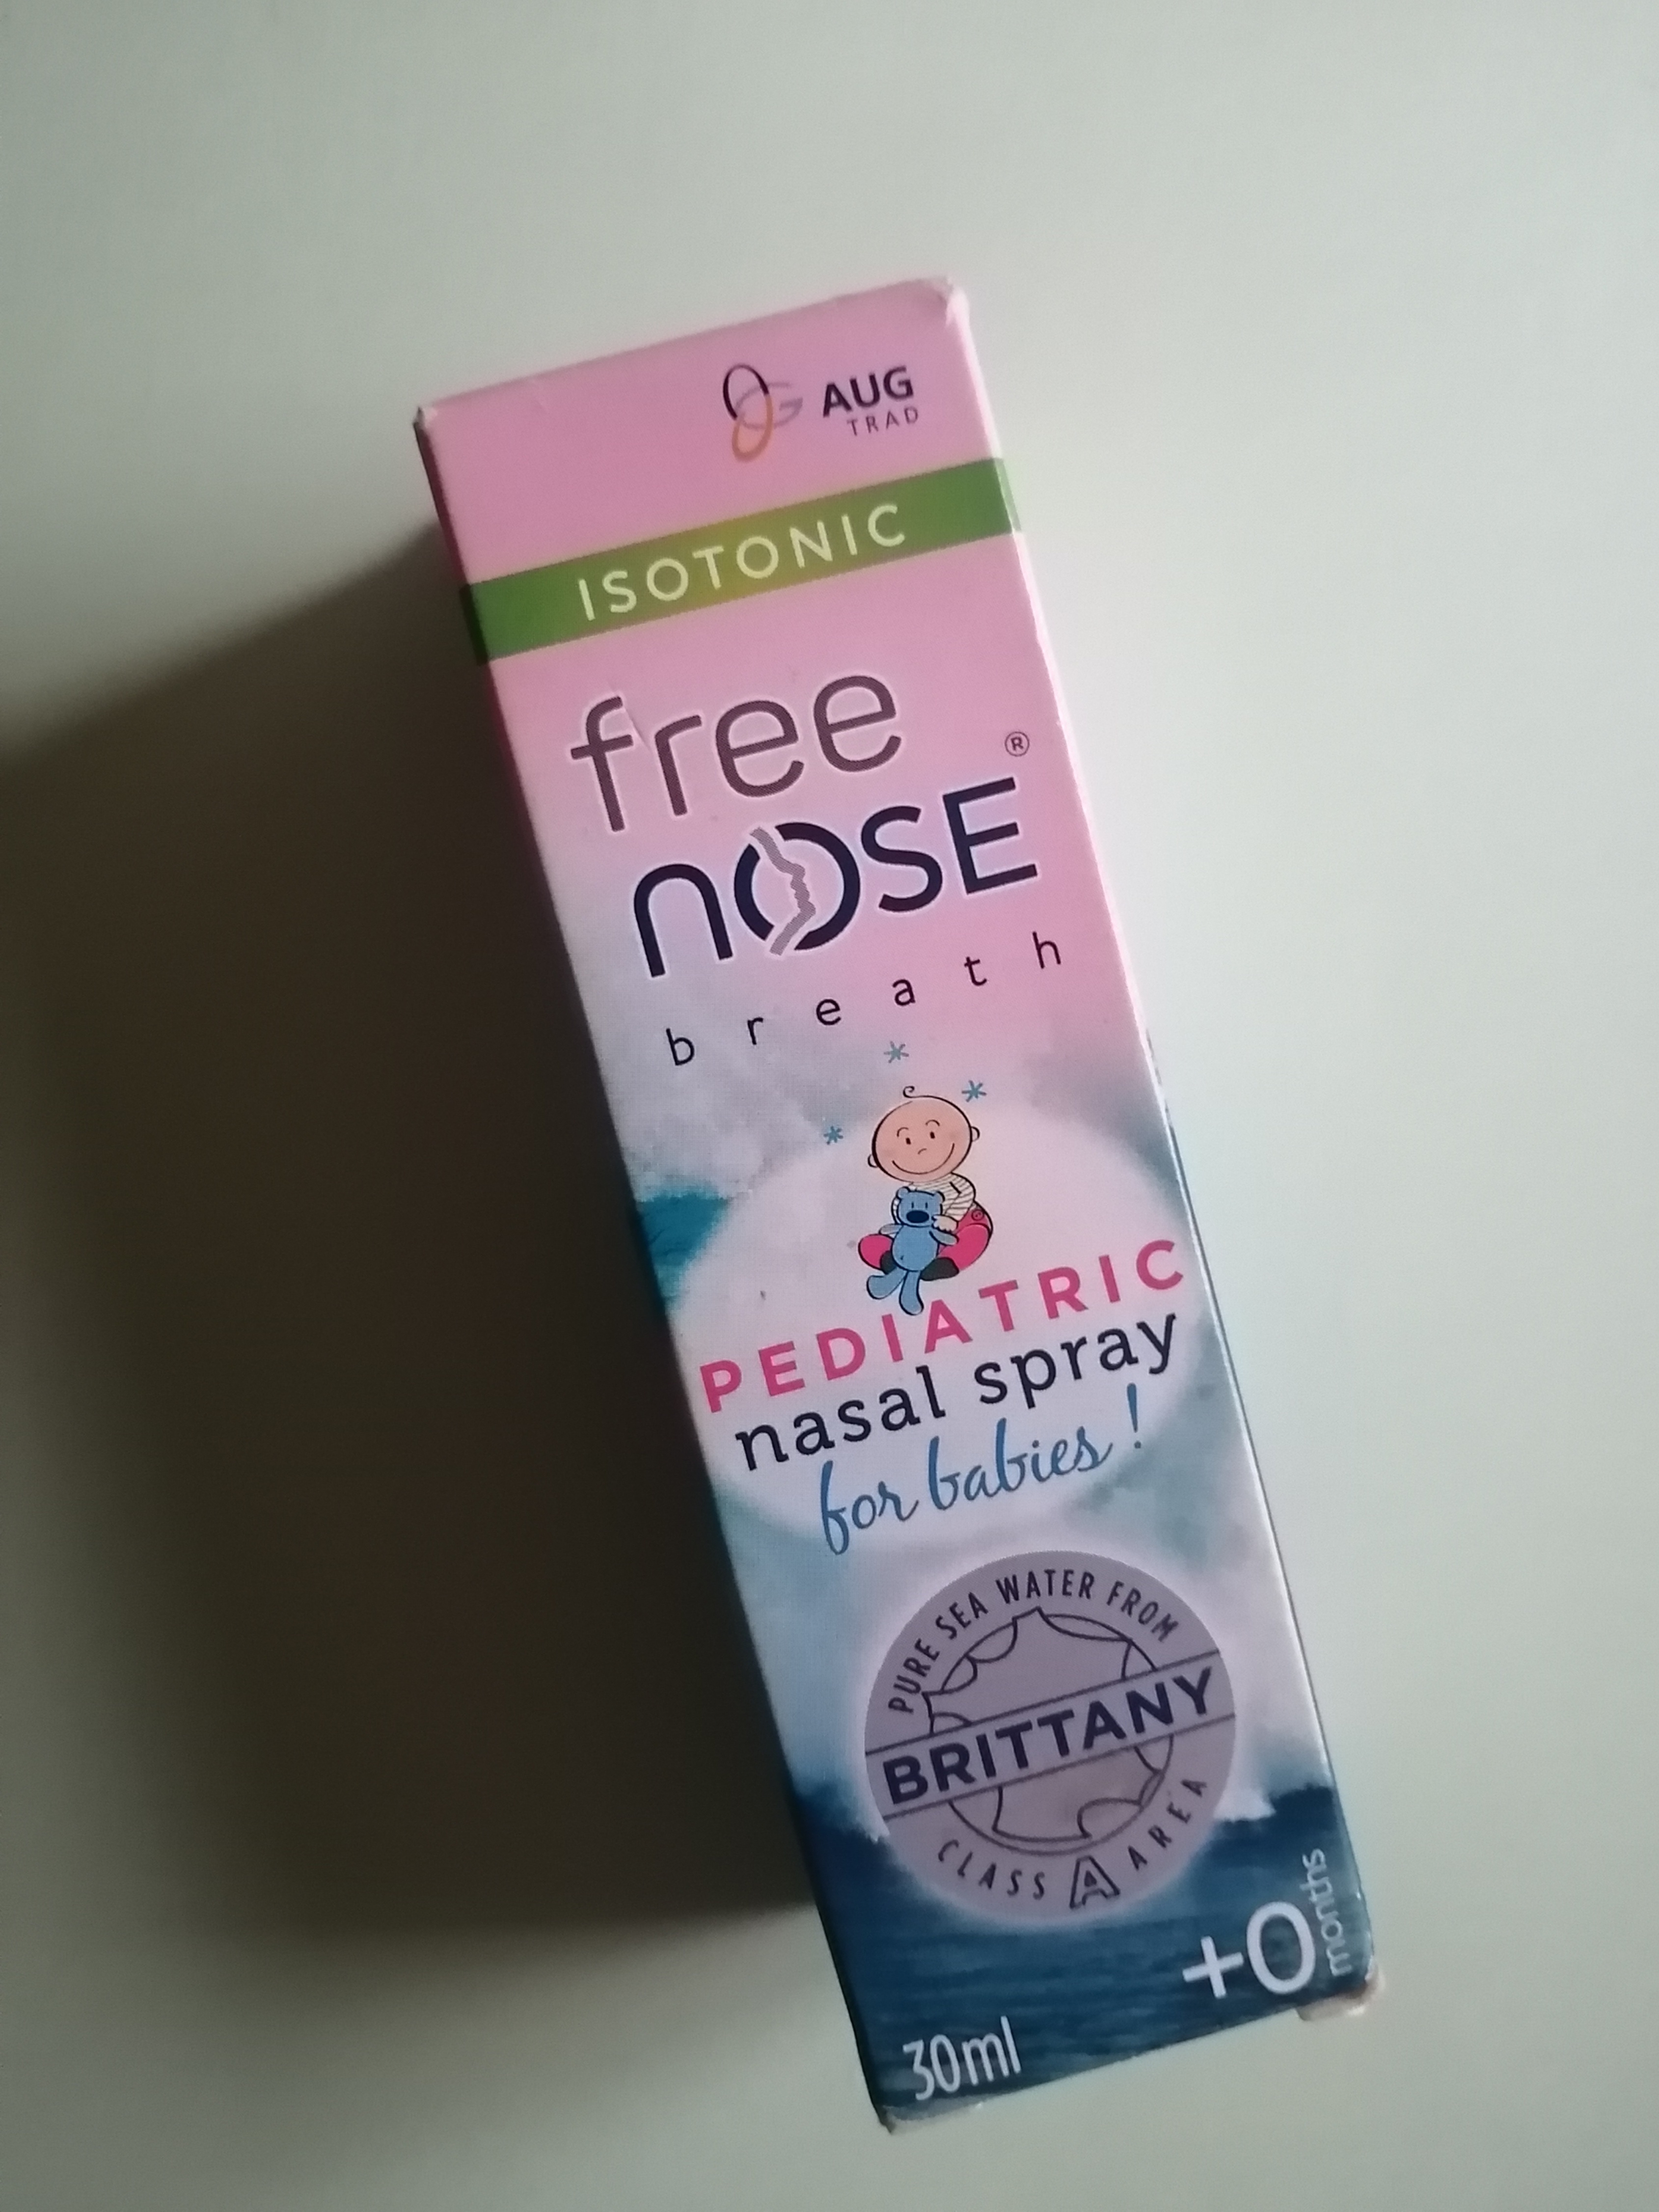 AUG
TRAD
ISOTONIC
free
nOSE®
breath
PEDIATRIC
nasal spray
for babies!
PURE SEA WATER FROM
BRITTANY
CLASS A AREA
+0 months
30ml